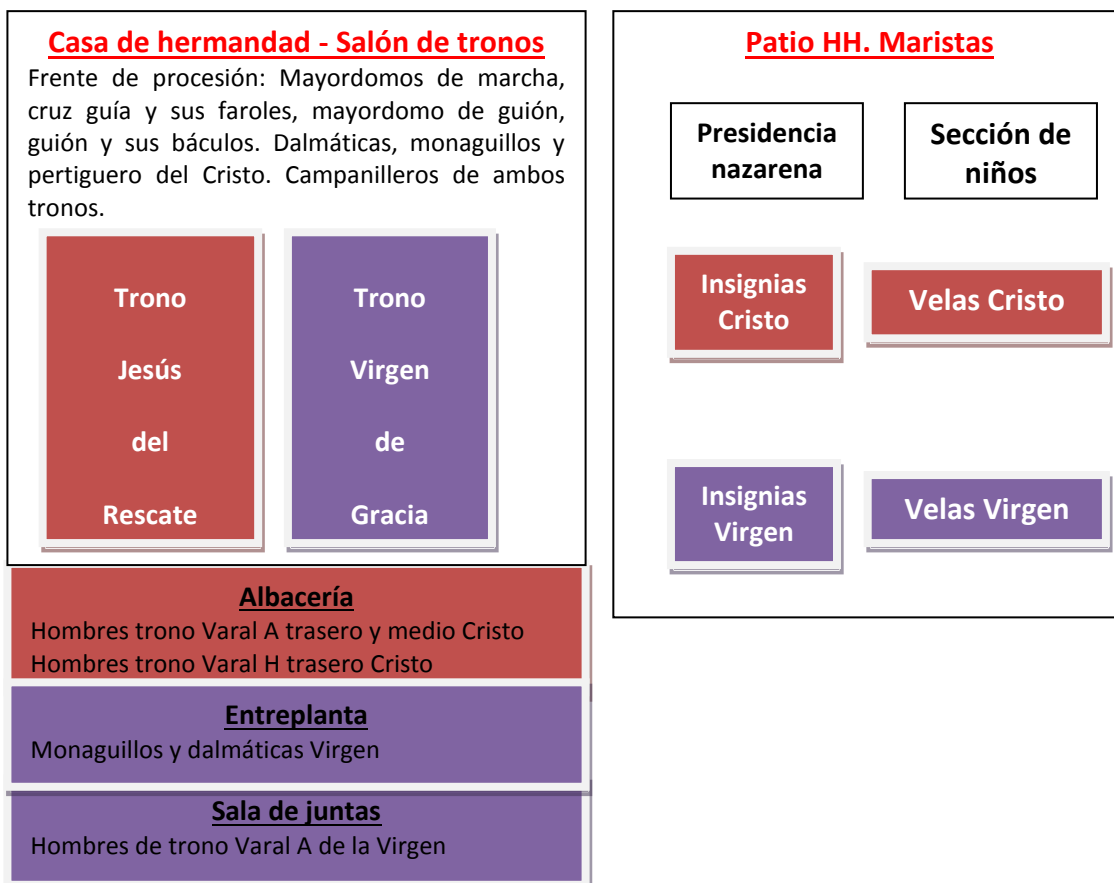 Casa de hermandad - Salón de tronos
Frente de procesión: Mayordomos de marcha,
cruz guía y sus faroles, mayordomo de guión,
guión y sus báculos. Dalmáticas, monaguillos y
pertiguero del Cristo. Campanilleros de ambos
tronos.
Trono
Jesús
del
Rescate
Trono
Virgen
de
Gracia
Albacería
Hombres trono Varal A trasero y medio Cristo
Hombres trono Varal H trasero Cristo
Entreplanta
Monaguillos y dalmáticas Virgen
Sala de juntas
Hombres de trono Varal A de la Virgen
Patio HH. Maristas
Presidencia
nazarena
Sección de
niños
Insignias
Cristo
Velas Cristo
Insignias
Virgen
Velas Virgen